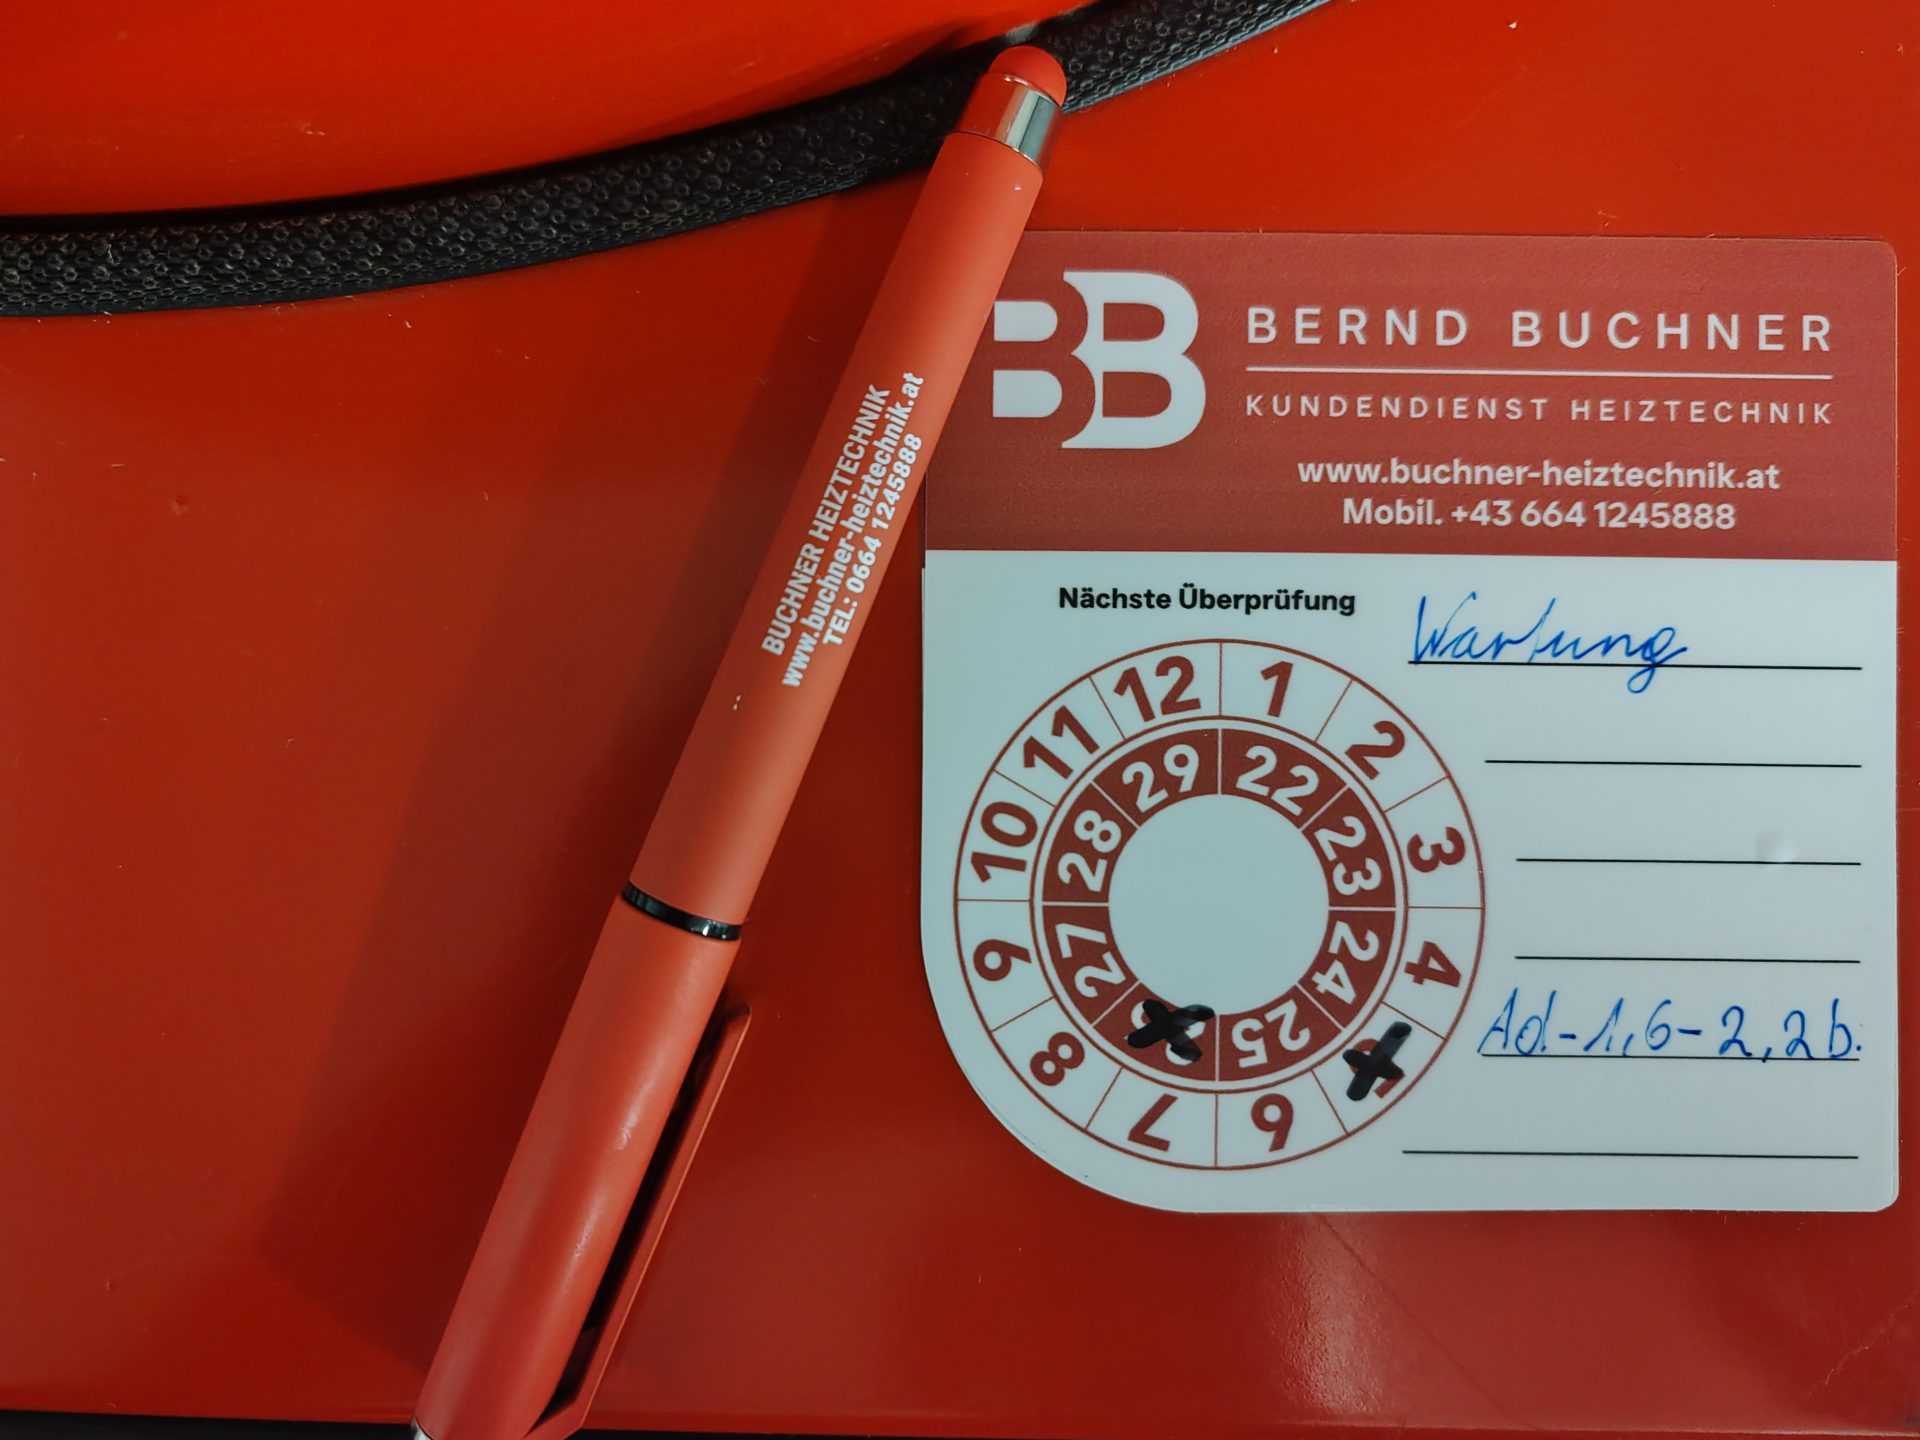 BUCHNER HEIZTECHNIK
www.buchner-heiztechnik.at
TEL: 0664 1245888
BB
BERND BUCHNER
KUNDENDIENST HEIZTECHNIK
www.buchner-heiztechnik.at
Mobil. +43 664 1245888
Nächste Überprüfung
Wartung
1 2 3 4 6 7 8 9 10 11 12
22 23 24 25 27 28 29
Ad-1,6-2,2b.